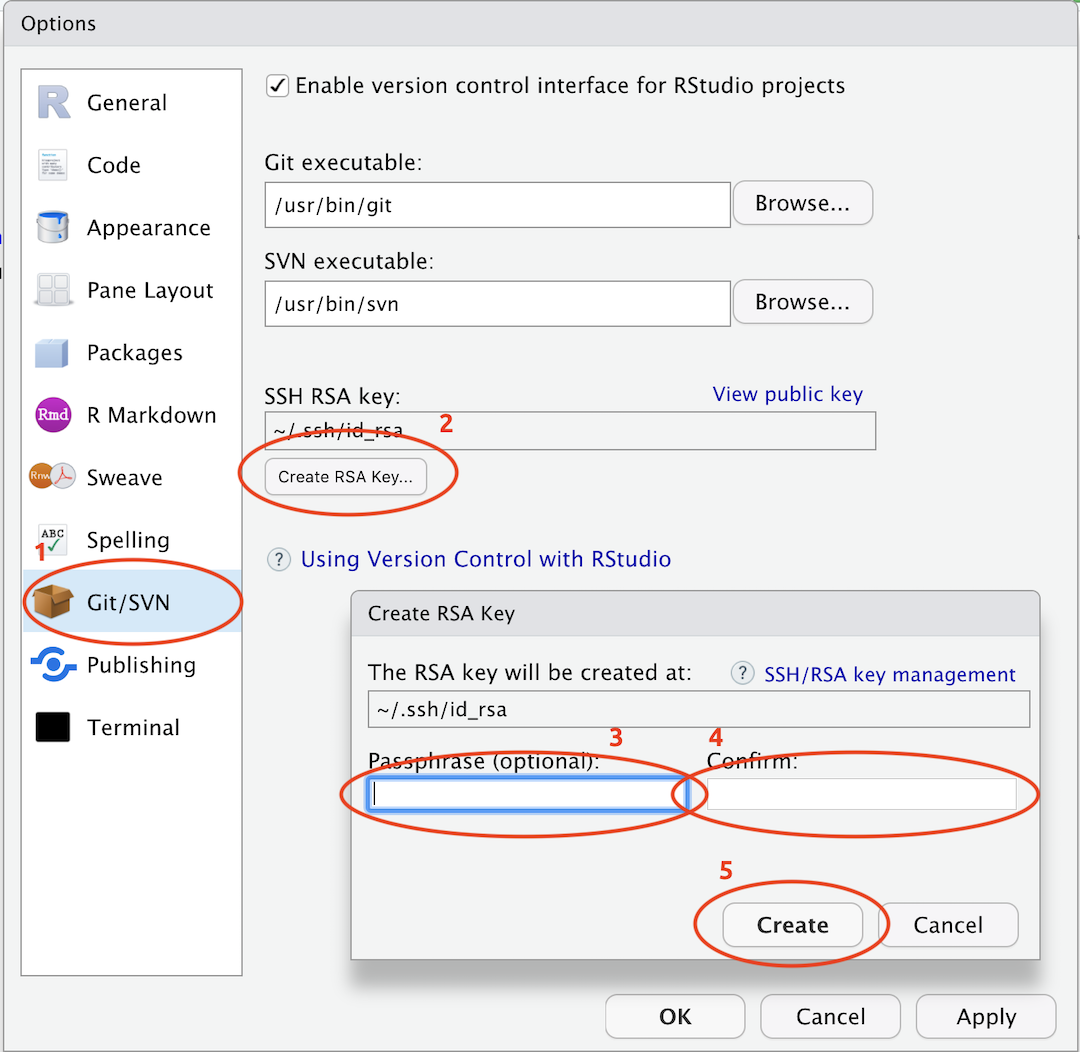 Options
General
Code
Appearance
Pane Layout
Packages
Rmd R Markdown
Rnw Sweave
ABC Spelling
1
Git/SVN
Publishing
Terminal
Enable version control interface for RStudio projects
Git executable:
/usr/bin/git Browse...
SVN executable:
/usr/bin/svn Browse...
SSH RSA key: View public key
~/.ssh/id_rsa 2
Create RSA Key...
? Using Version Control with RStudio
Create RSA Key
The RSA key will be created at: ? SSH/RSA key management
~/.ssh/id_rsa
3 4
Passphrase (optional): Confirm:
5
Create Cancel
OK Cancel Apply